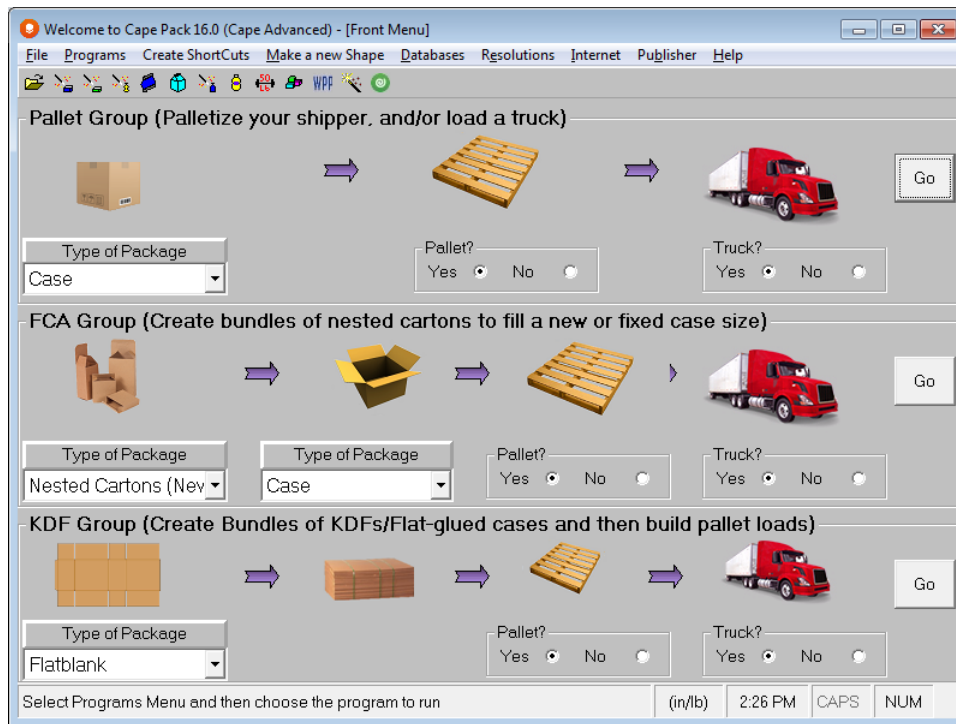 Welcome to Cape Pack 16.0 (Cape Advanced) - [Front Menu]
File Programs Create ShortCuts Make a new Shape Databases Resolutions Internet Publisher Help
50
LB
WPP
Pallet Group (Palletize your shipper, and/or load a truck)
Go
Type of Package
Pallet?
Truck?
Case
Yes No
Yes No
FCA Group (Create bundles of nested cartons to fill a new or fixed case size)
Go
Type of Package
Type of Package
Pallet?
Truck?
Nested Cartons (Nev
Case
Yes No
Yes No
KDF Group (Create Bundles of KDFs/Flat-glued cases and then build pallet loads)
Go
Type of Package
Pallet?
Truck?
Flatblank
Yes No
Yes No
Select Programs Menu and then choose the program to run
(in/lb)
2:26 PM
CAPS
NUM